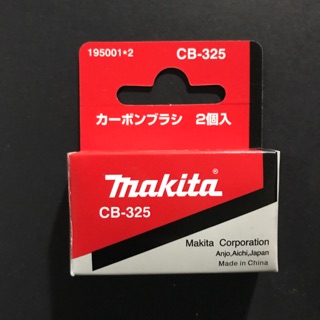 195001*2 CB-325
カーボンブラシ 2個入
makita®
CB-325
Makita Corporation
Anjo,Aichi,Japan
Made in China